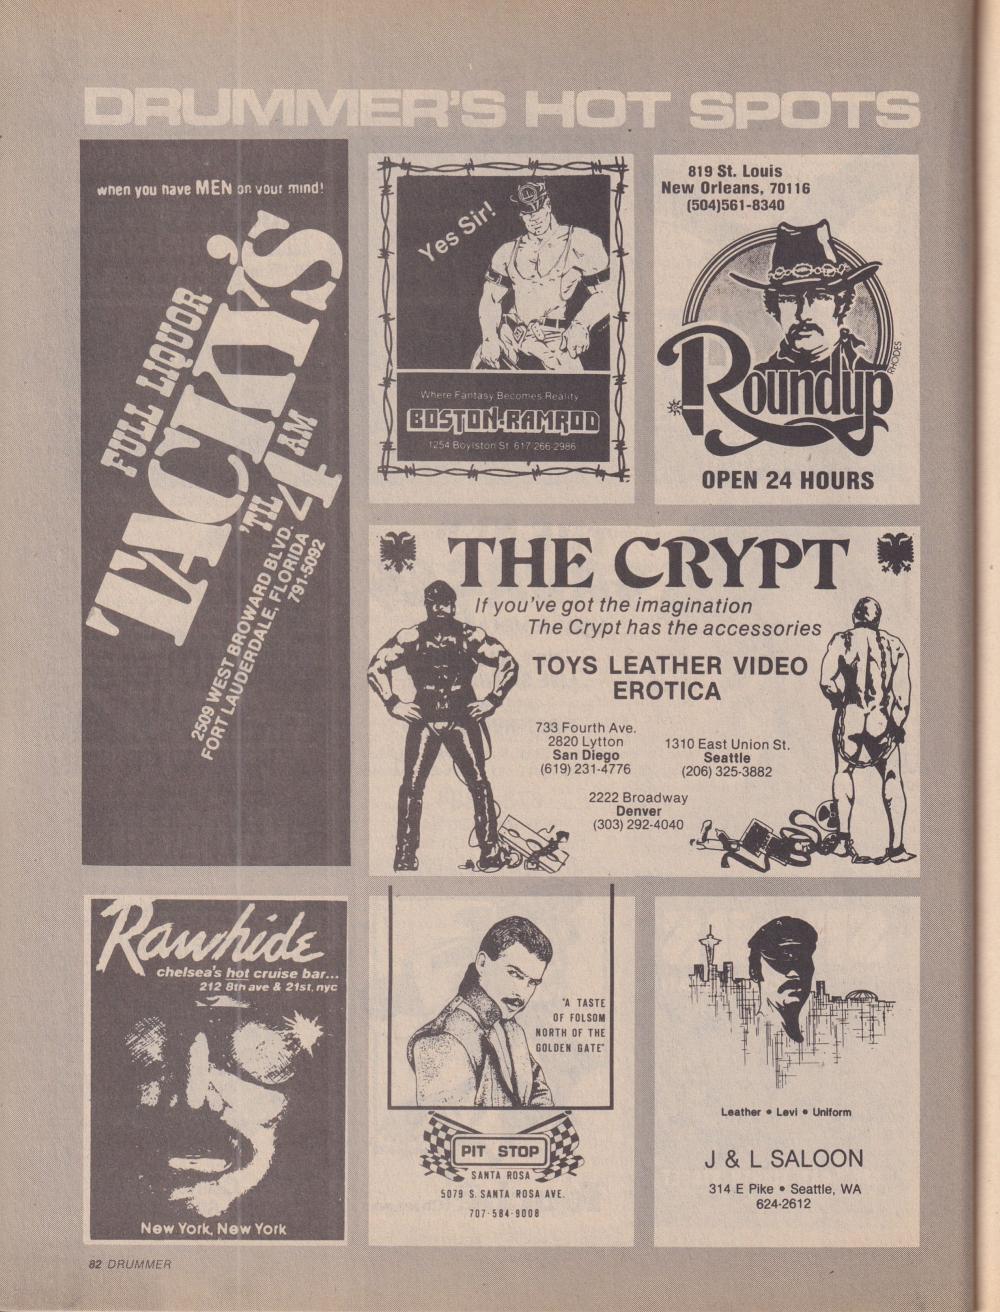 DRUMMER'S HOT SPOTS
when you have MEN on your mind!
FULL LIQUOR
TACKY'S
'TIL 4 AM
2509 WEST BROWARD BLVD.
FORT LAUDERDALE, FLORIDA
791-5092
Yes Sir!
Where Fantasy Becomes Reality
BOSTON-RAMROD
1254 Boylston St. 617-266-2986
819 St. Louis
New Orleans, 70116
(504)561-8340
Roundup
RHODES
OPEN 24 HOURS
THE CRYPT
If you've got the imagination
The Crypt has the accessories
TOYS LEATHER VIDEO
EROTICA
733 Fourth Ave.
2820 Lytton
San Diego
(619) 231-4776
1310 East Union St.
Seattle
(206) 325-3882
2222 Broadway
Denver
(303) 292-4040
Rawhide
chelsea's hot cruise bar...
212 8th ave & 21st, nyc
New York, New York
"A TASTE
OF FOLSOM
NORTH OF THE
GOLDEN GATE"
PIT STOP
SANTA ROSA
5079 S. SANTA ROSA AVE.
707-584-9008
Leather • Levi • Uniform
J & L SALOON
314 E Pike • Seattle, WA
624-2612
82 DRUMMER